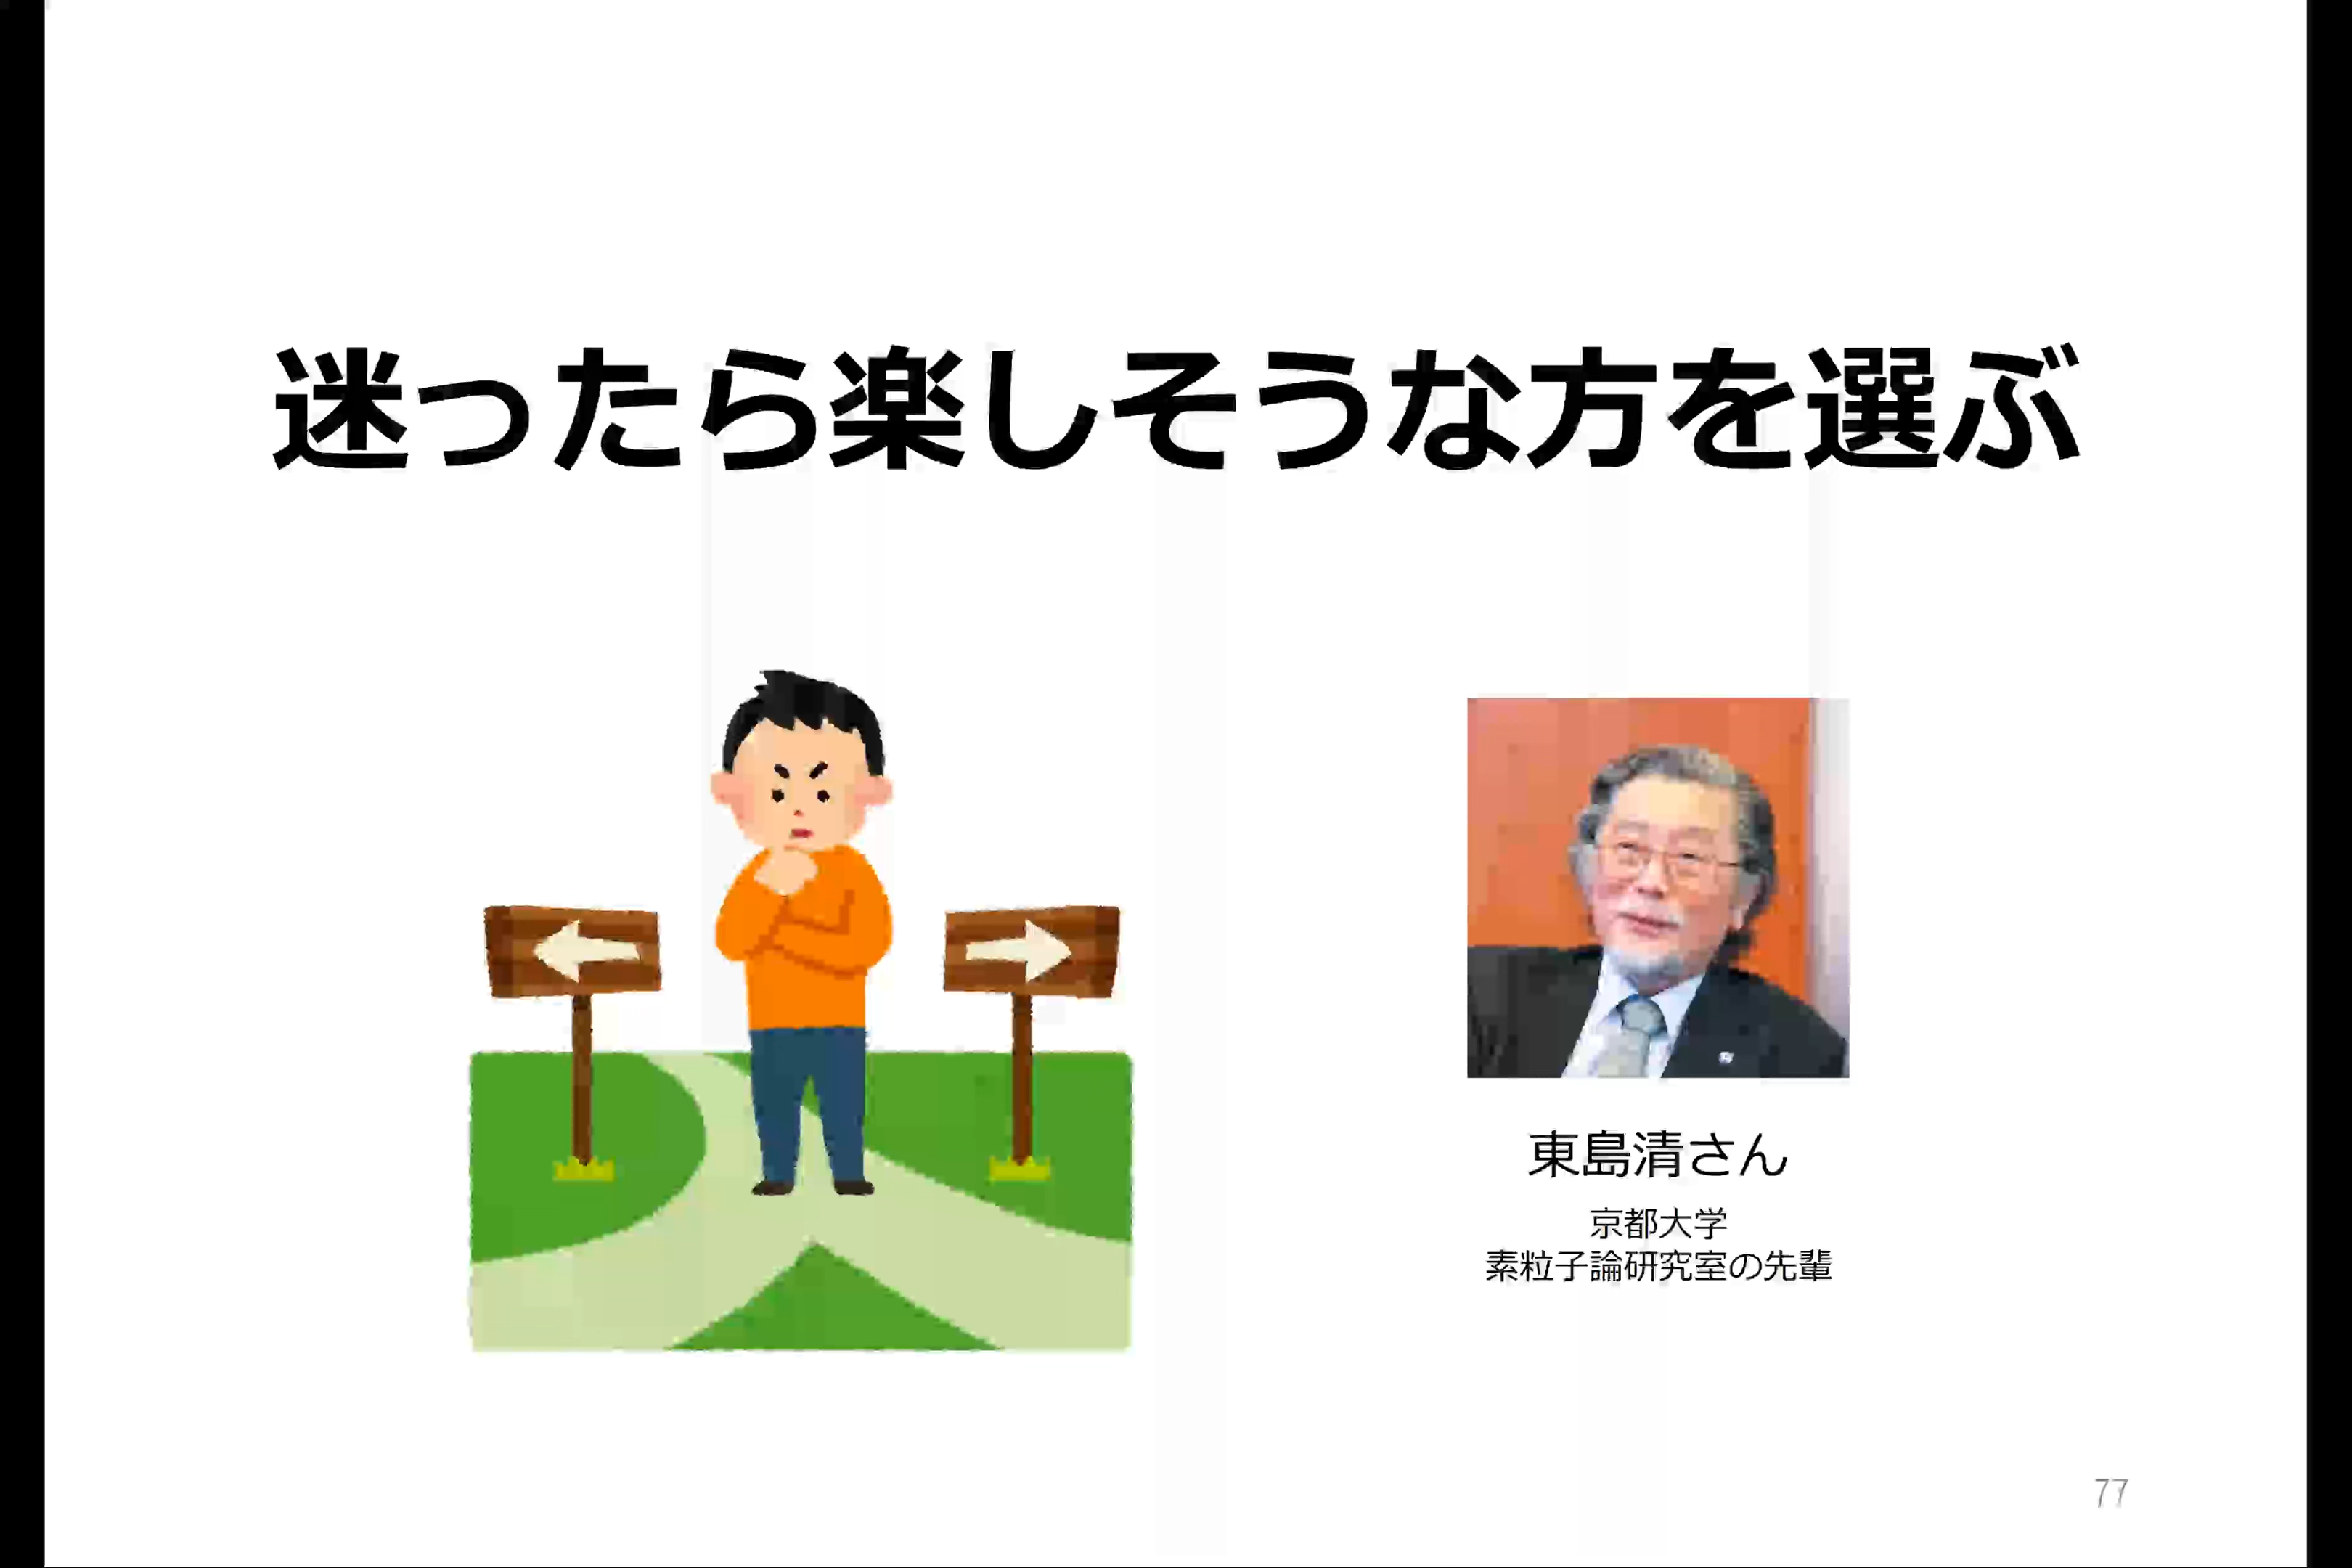 迷ったら楽しそうな方を選ぶ
東島清さん
京都大学
素粒子論研究室の先輩
77